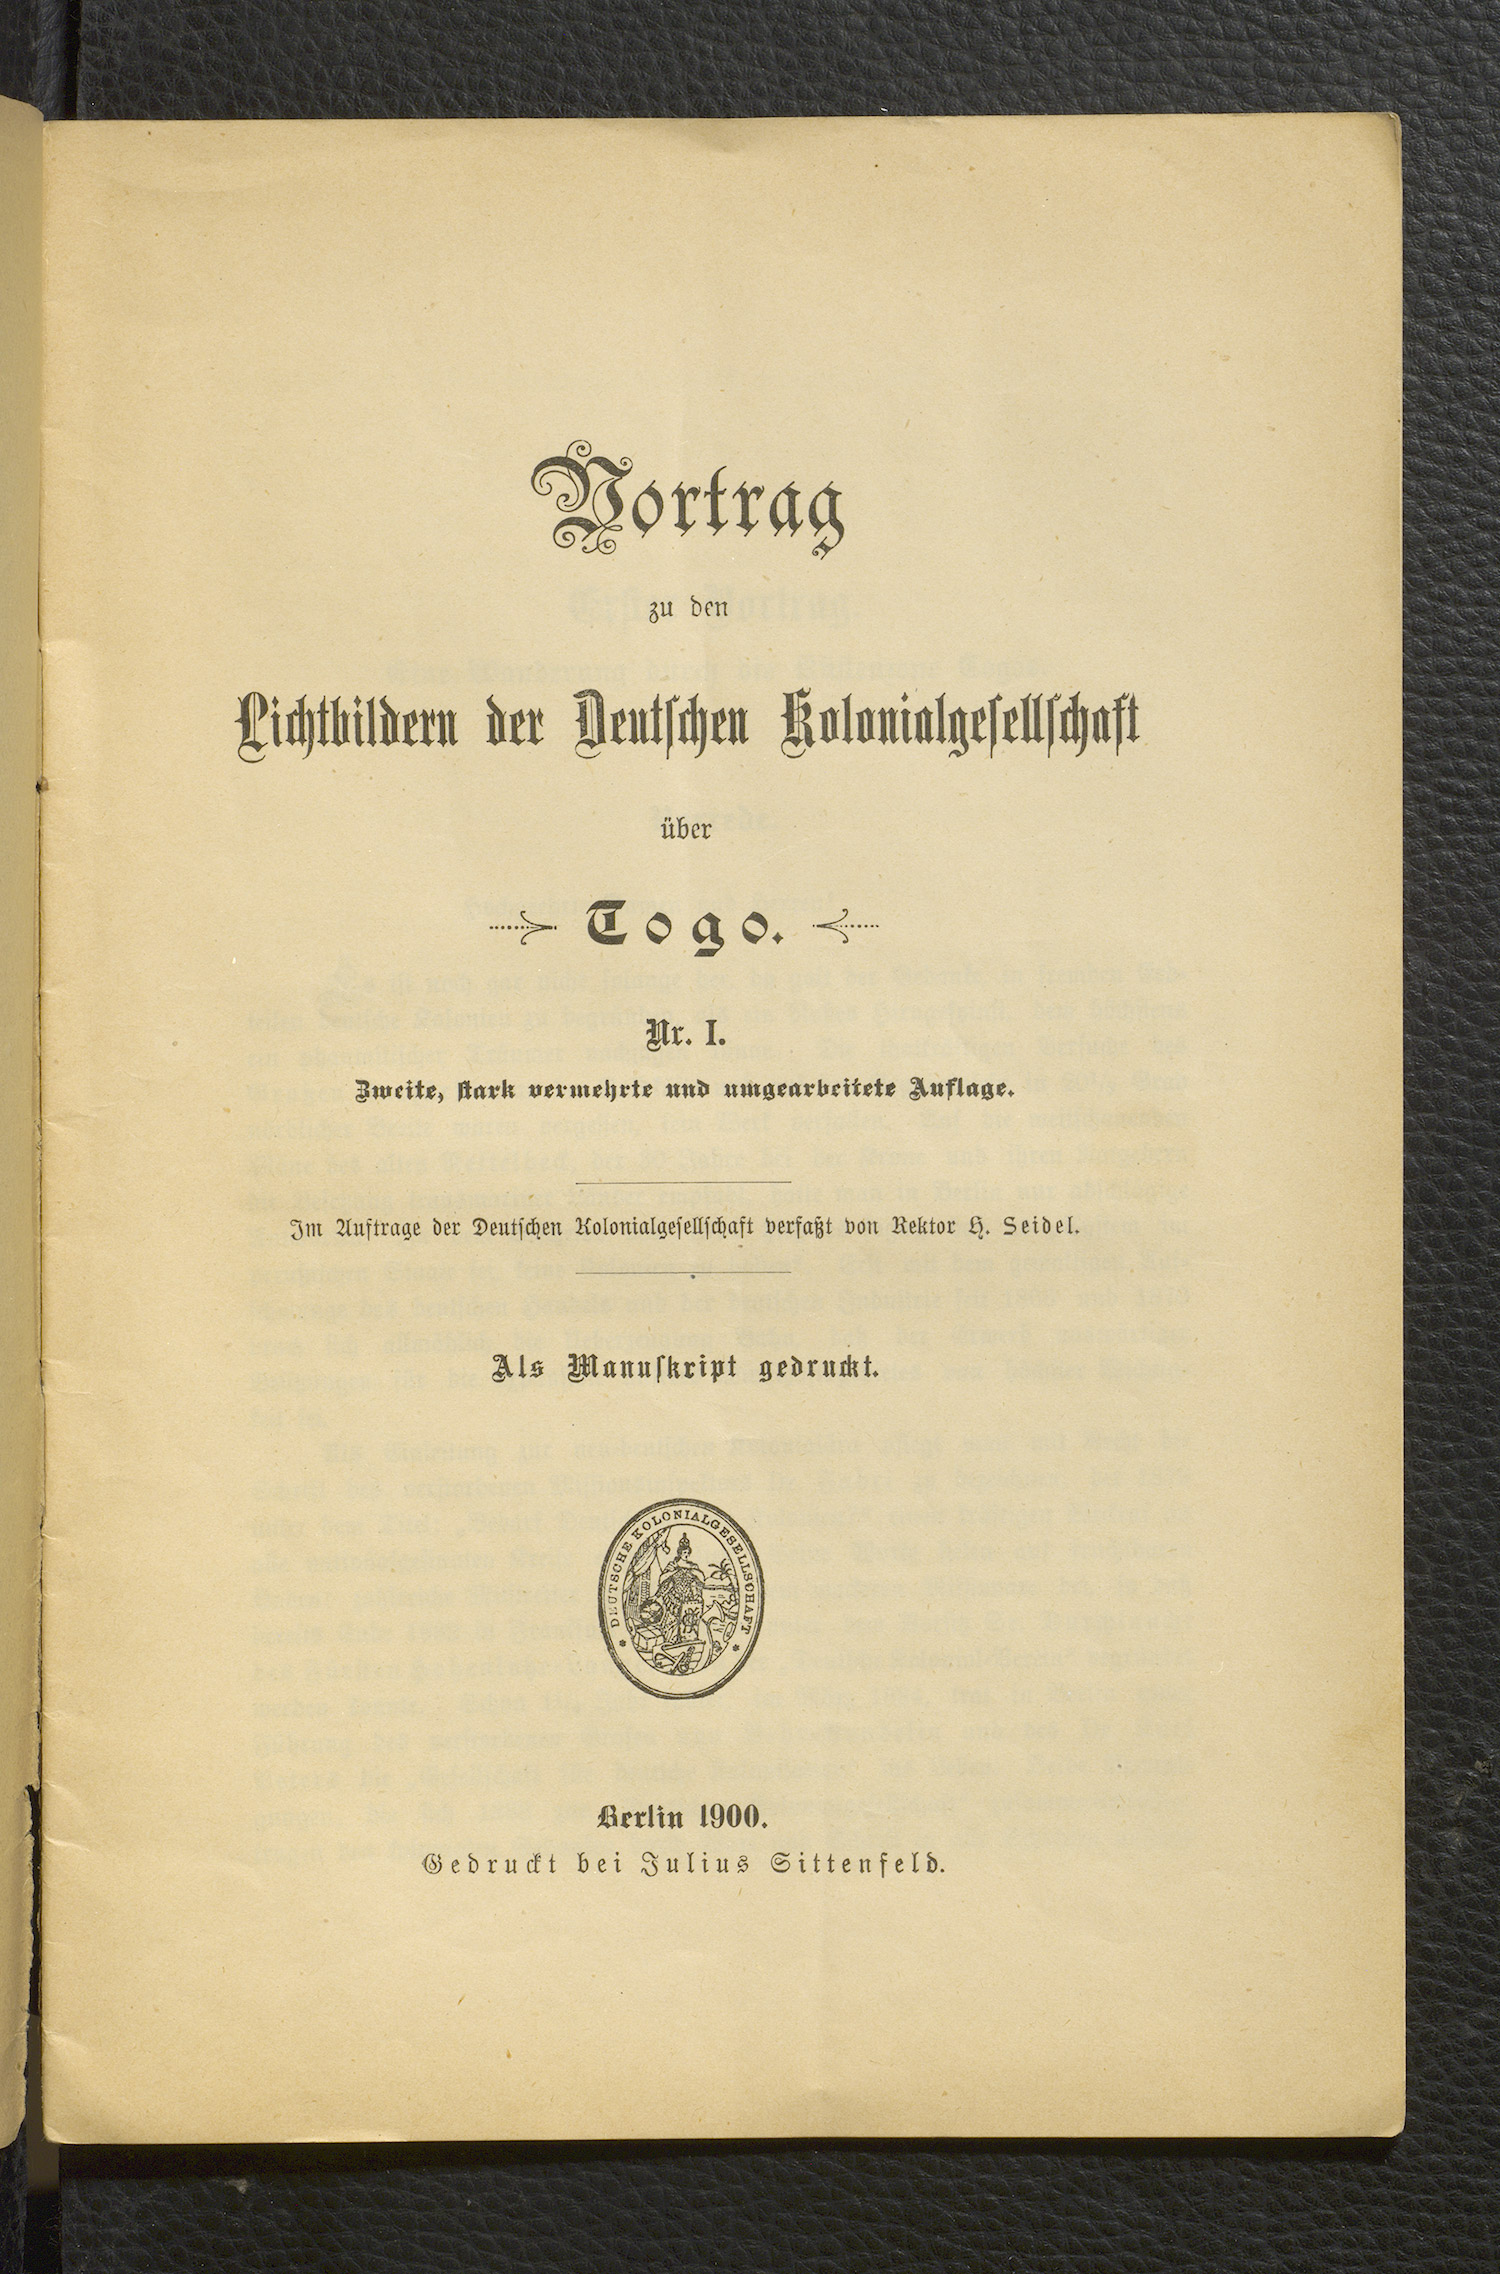 Vortrag
zu den
Lichtbildern der Deutſchen Kolonialgeſellſchaft
über
Togo.
Nr. I.
Zweite, ſtark vermehrte und umgearbeitete Auflage.
Im Auftrage der Deutſchen Kolonialgeſellſchaft verfaßt von Rektor H. Seidel.
Als Manuſkript gedruckt.
* DEUTSCHE KOLONIALGESELLSCHAFT *
Berlin 1900.
Gedruckt bei Julius Sittenfeld.